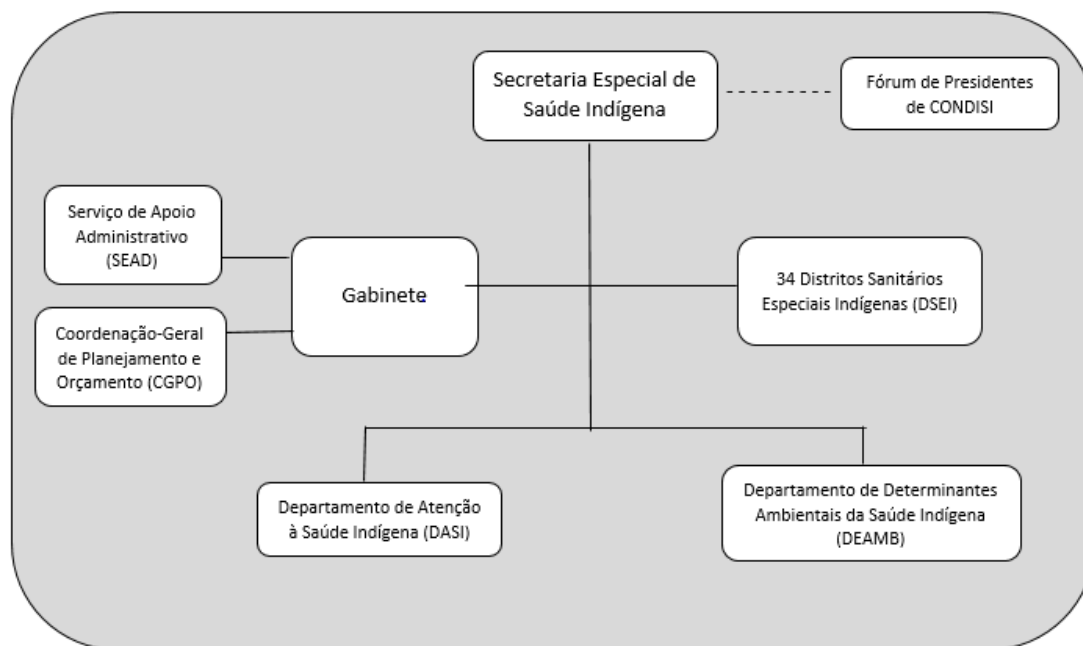 Secretaria Especial de
Saúde Indígena
Fórum de Presidentes
de CONDISI
Serviço de Apoio
Administrativo
(SEAD)
Gabinete.
34 Distritos Sanitários
Especiais Indígenas (DSEI)
Coordenação-Geral
de Planejamento e
Orçamento (CGPO)
Departamento de Atenção
à Saúde Indígena (DASI)
Departamento de Determinantes
Ambientais da Saúde Indígena
(DEAMB)